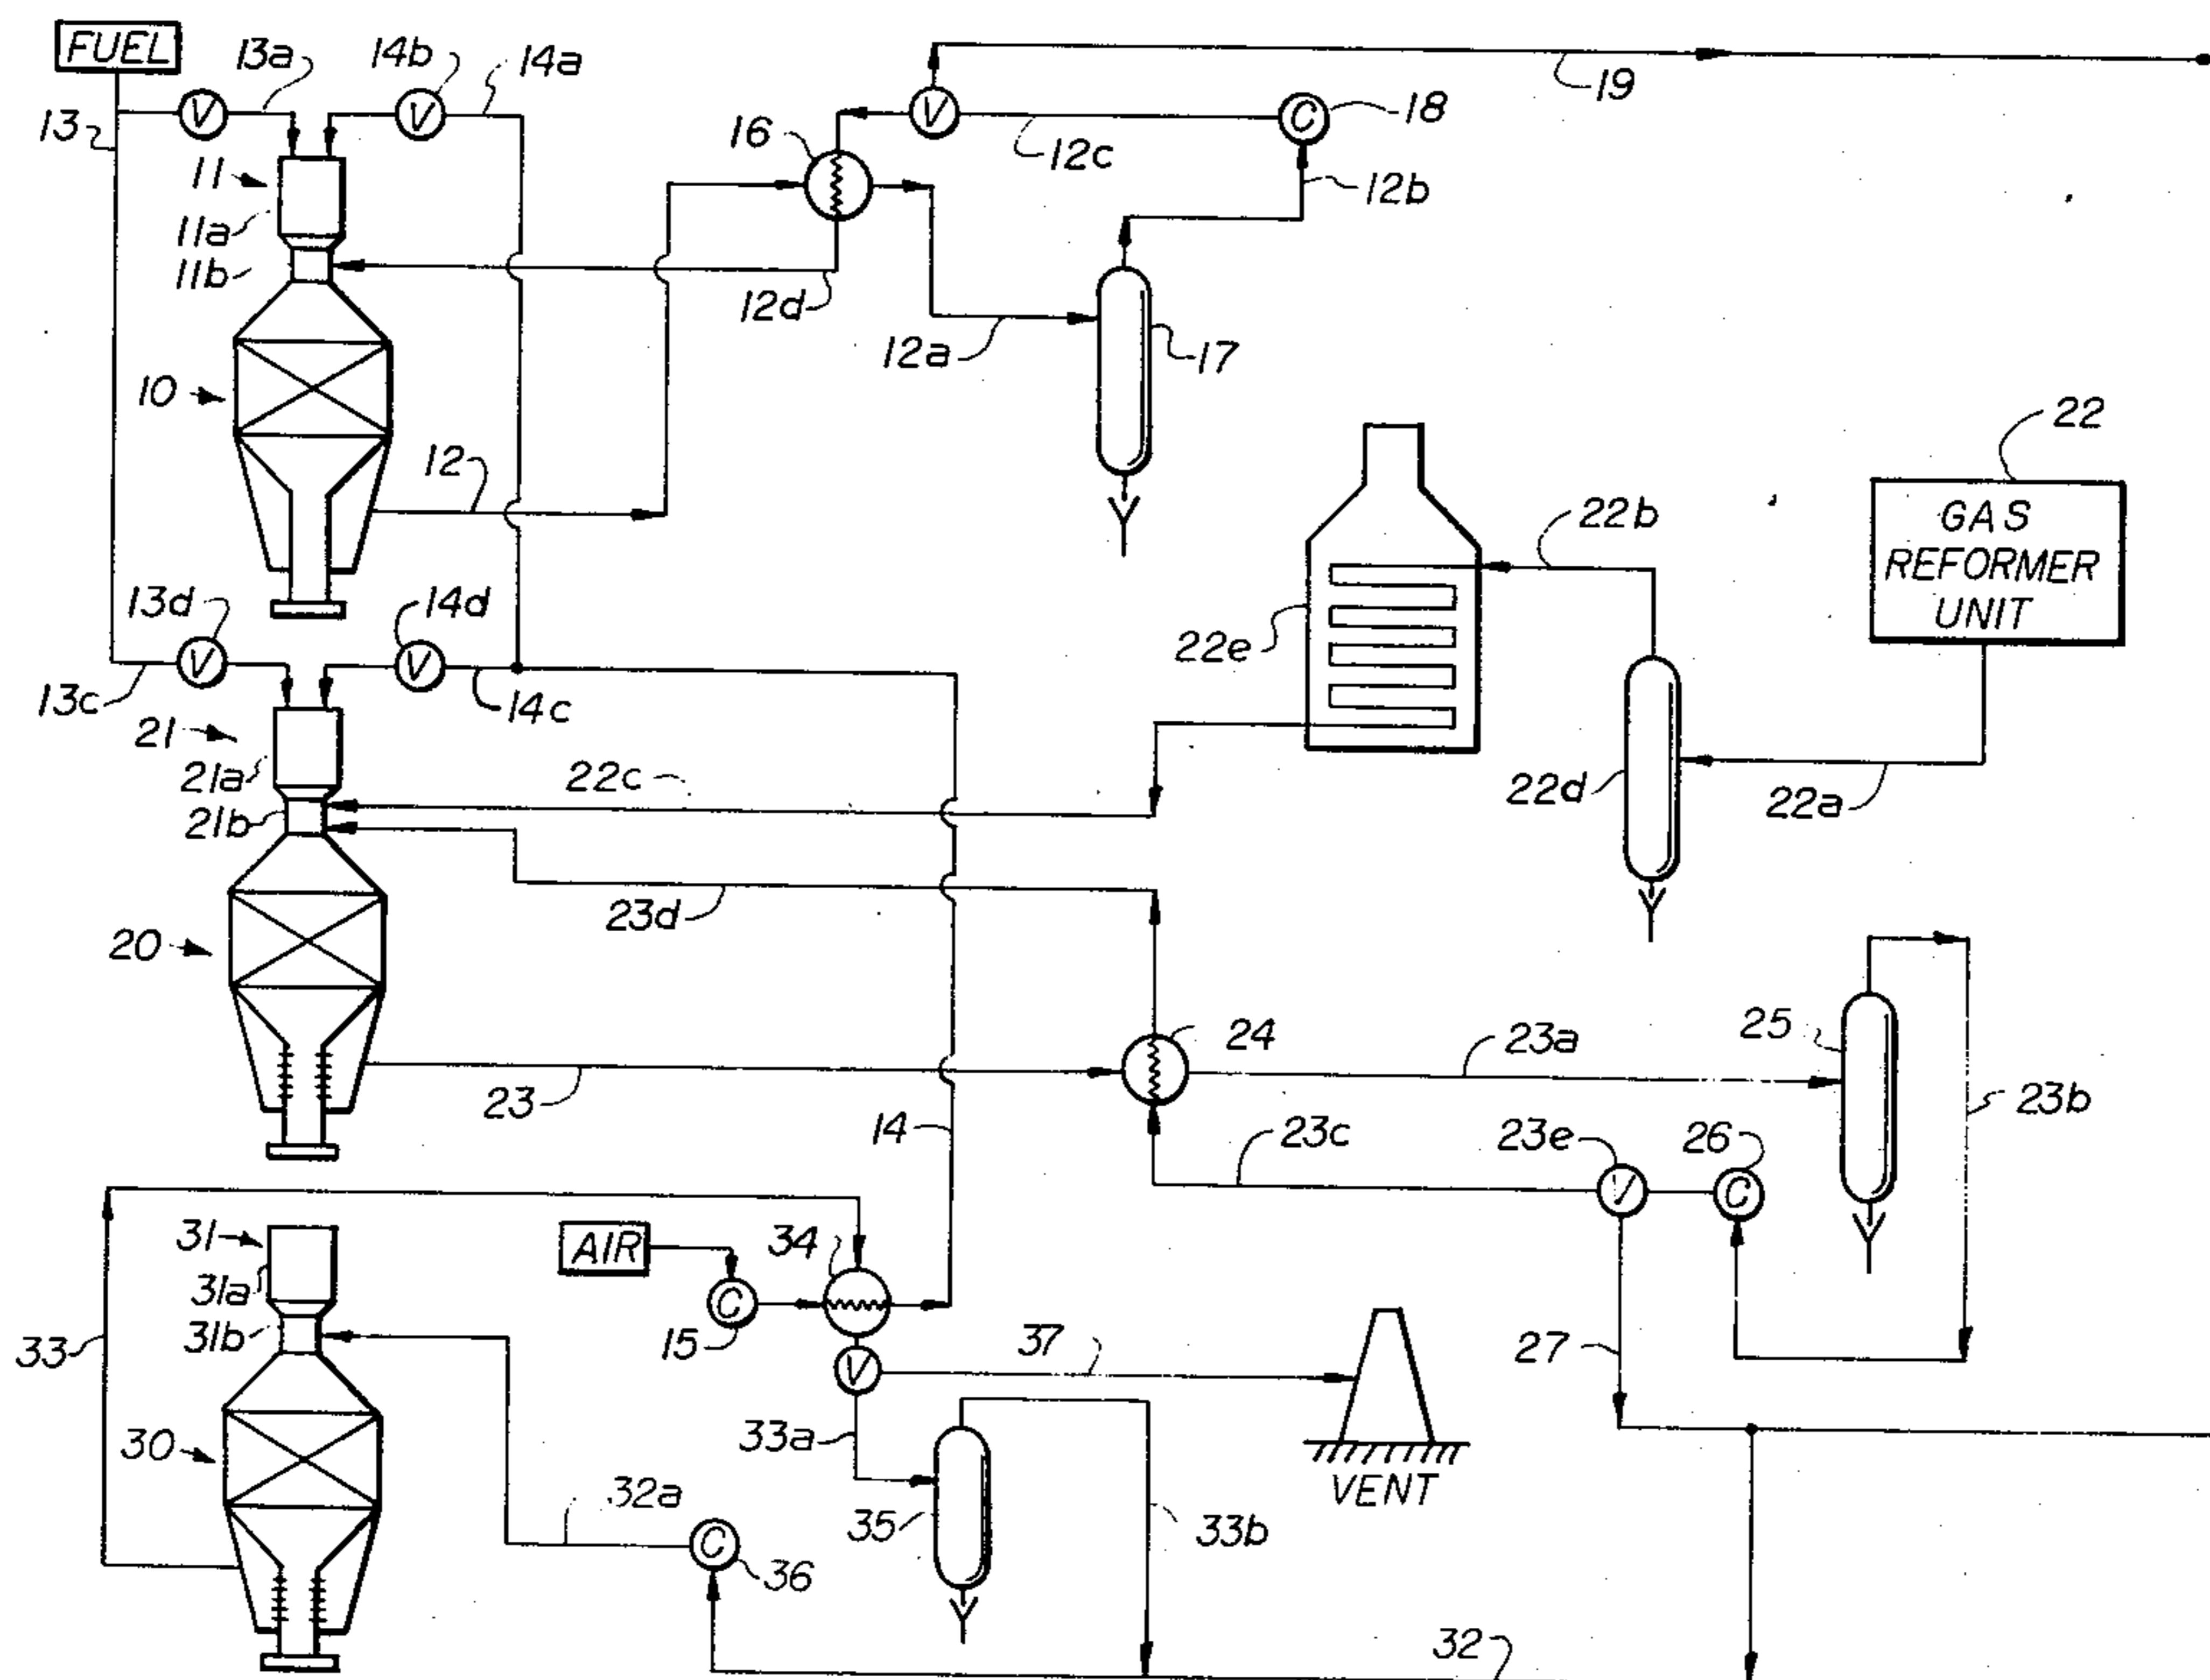 FUEL
13a
14b
14a
13
V
V
V
C
18
19
16
12c
12b
11
11a
11b
12d
12a
17
10
12
22
GAS
REFORMER
UNIT
22b
22e
13d
14d
V
V
13c
14c
21
21a
22c
21b
22d
22a
23d
20
25
24
23a
23
23b
14
23c
23e
26
V
C
31
AIR
34
31a
C
31b
15
37
33
V
27
33a
30
VENT
32a
35
33b
C
36
32